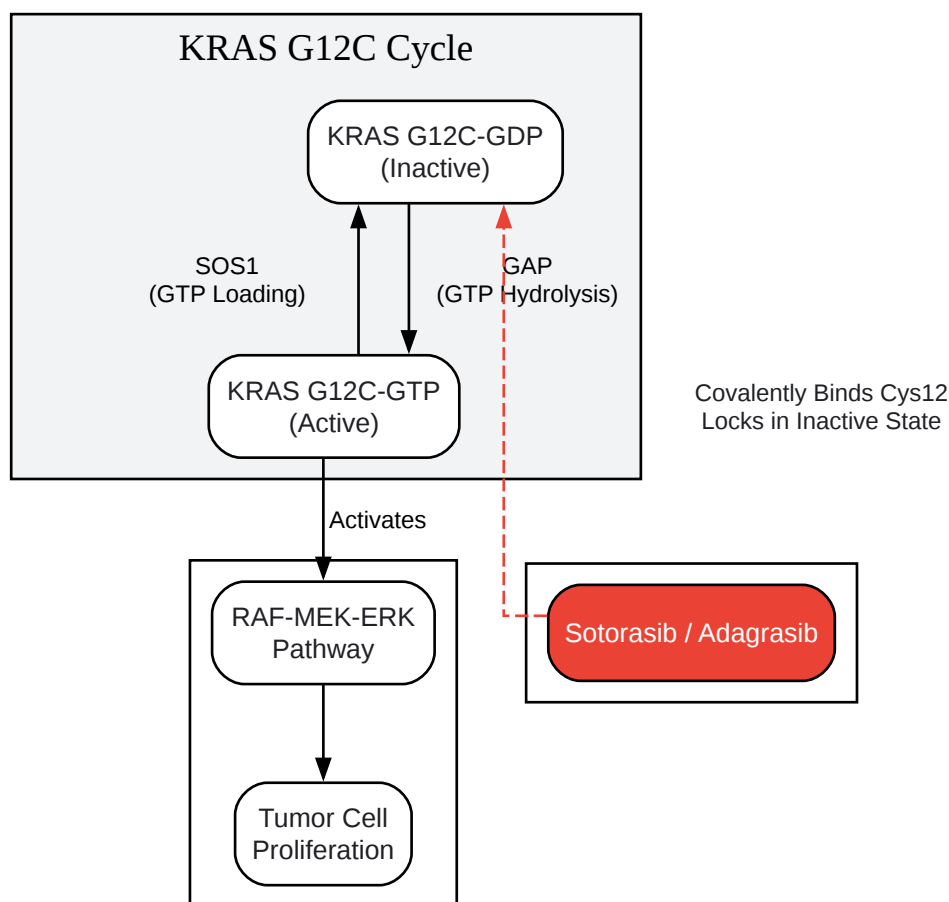 KRAS G12C Cycle
KRAS G12C-GDP
(Inactive)
SOS1
(GTP Loading)
GAP
(GTP Hydrolysis)
KRAS G12C-GTP
(Active)
Covalently Binds Cys12
Locks in Inactive State
Activates
RAF-MEK-ERK
Pathway
Sotorasib / Adagrasib
Tumor Cell
Proliferation